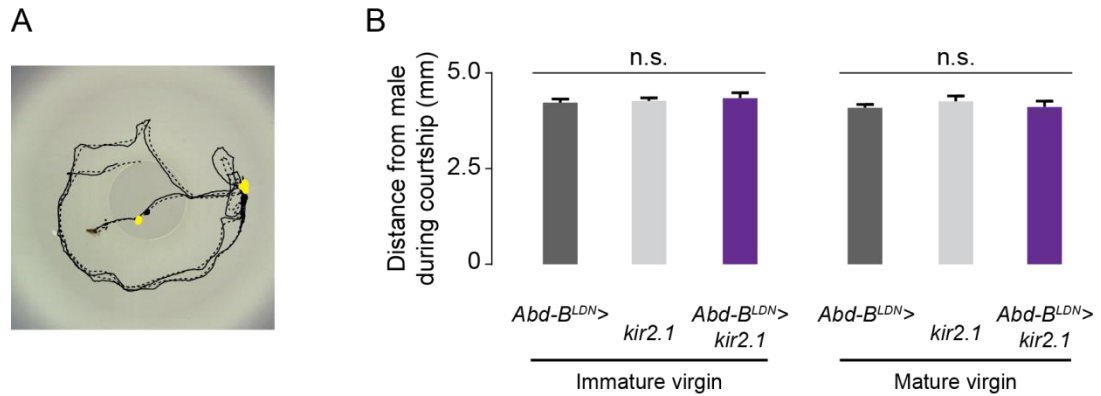 A
B
Distance from male
during courtship (mm)
5.0
2.5
0
n.s.
n.s.
Abd-B^LDN>
kir2.1
Abd-B^LDN>
kir2.1
Immature virgin
Abd-B^LDN>
kir2.1
Abd-B^LDN>
kir2.1
Mature virgin